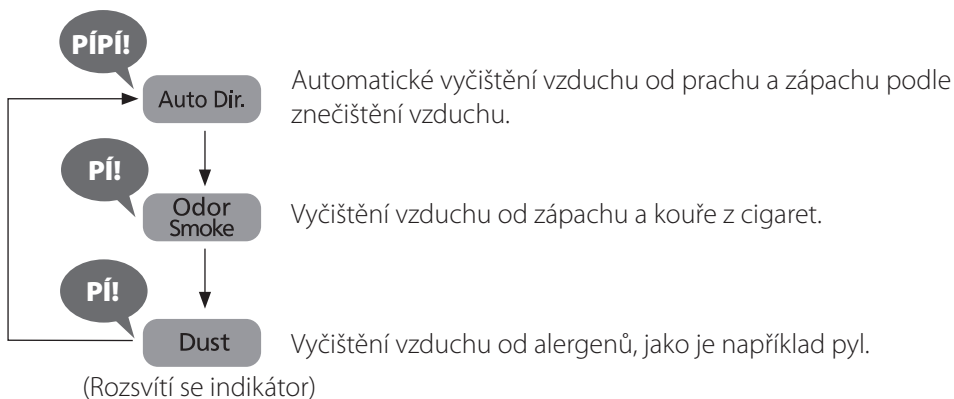 PÍPÍ!
Auto Dir.
Automatické vyčištění vzduchu od prachu a zápachu podle
znečištění vzduchu.
PÍ!
Odor
Smoke
Vyčištění vzduchu od zápachu a kouře z cigaret.
PÍ!
Dust
Vyčištění vzduchu od alergenů, jako je například pyl.
(Rozsvítí se indikátor)